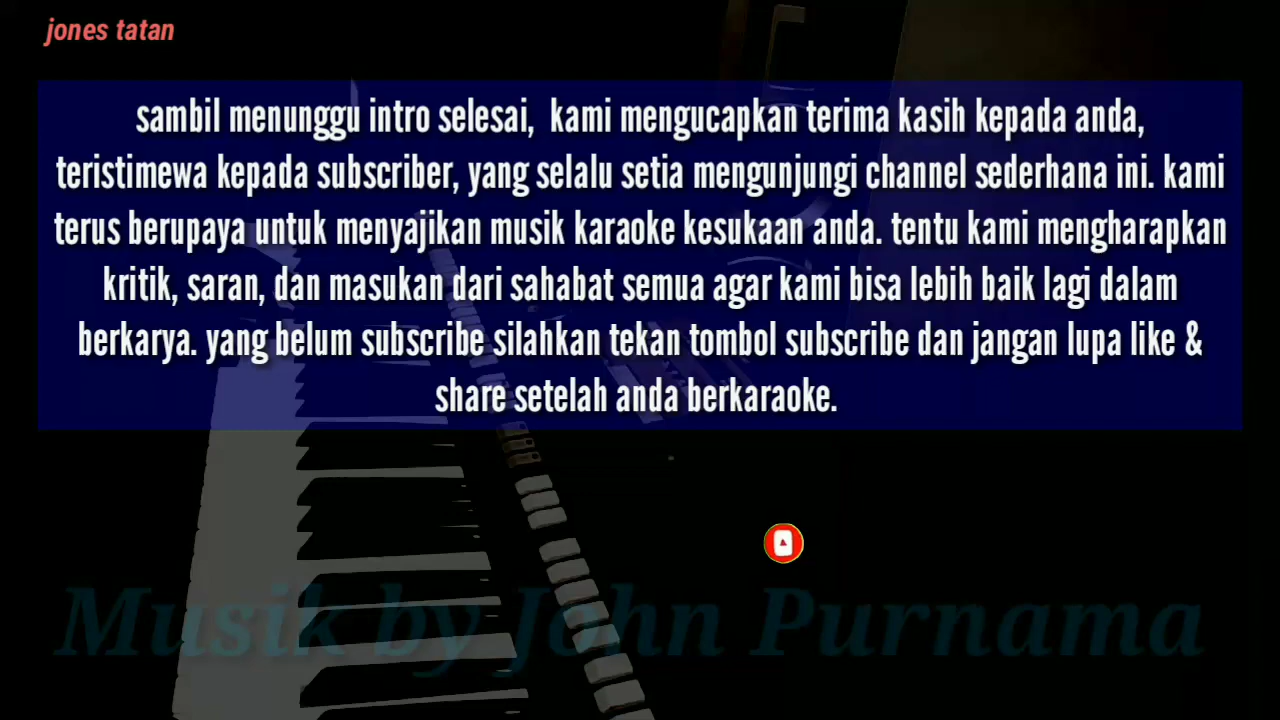 jones tatan
sambil menunggu intro selesai, kami mengucapkan terima kasih kepada anda,
teristimewa kepada subscriber, yang selalu setia mengunjungi channel sederhana ini. kami
terus berupaya untuk menyajikan musik karaoke kesukaan anda. tentu kami mengharapkan
kritik, saran, dan masukan dari sahabat semua agar kami bisa lebih baik lagi dalam
berkarya. yang belum subscribe silahkan tekan tombol subscribe dan jangan lupa like &
share setelah anda berkaraoke.
Musik by John Purnama